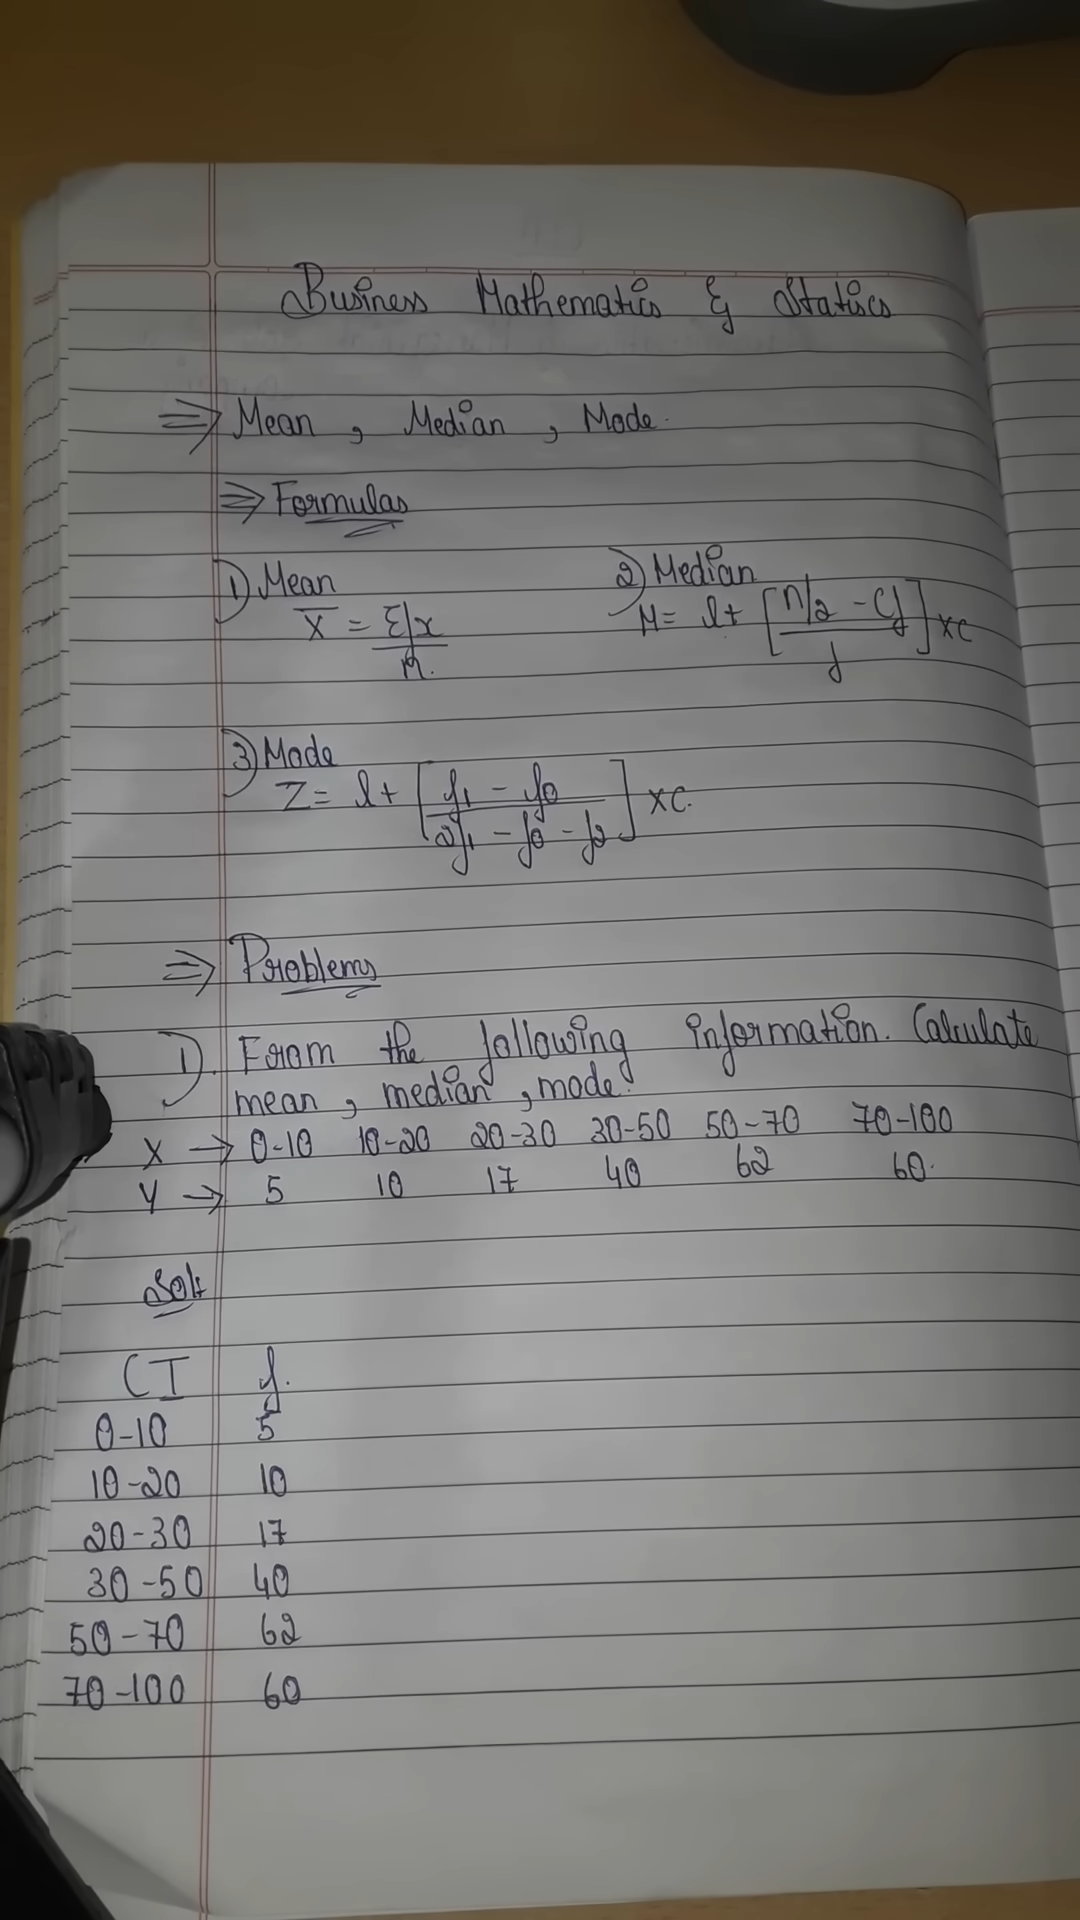 Business Mathematics & Statiscs
⇒ Mean , Median , Mode.
⇒ Formulas
1) Mean 2) Median
X̄ = Σfx/n. M = l+ [n/2 - cf / f] ×c
3) Mode
Z = l+ [f1 - f0 / 2f1 - f0 - f2] ×c.
⇒ Problems
1). From the following information. Calculate
mean , median , mode.
X → 0-10 10-20 20-30 30-50 50-70 70-100
Y → 5 10 17 40 62 60.
Sol:
CI f.
0-10 5
10-20 10
20-30 17
30-50 40
50-70 62
70-100 60